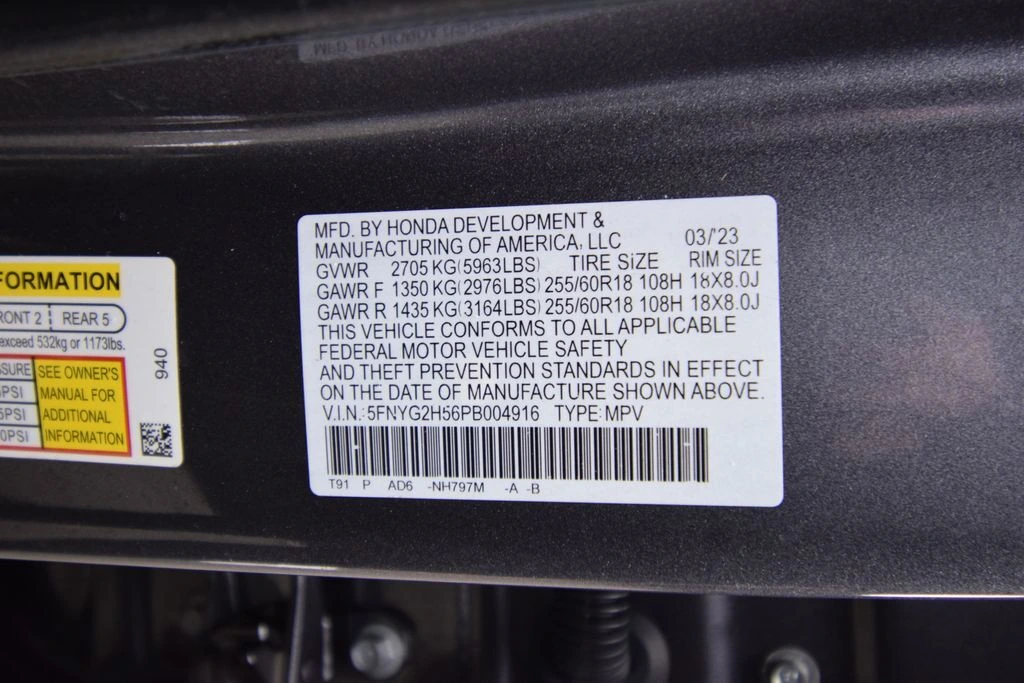 FORMATION
RONT 2 REAR 5
exceed 532kg or 1173lbs.
SURE
PSI
5PSI
0PSI
SEE OWNER'S
MANUAL FOR
ADDITIONAL
INFORMATION
940
MFD. BY HONDA DEVELOPMENT &
MANUFACTURING OF AMERICA, LLC 03/'23
GVWR 2705 KG(5963LBS) TIRE SIZE RIM SIZE
GAWR F 1350 KG(2976LBS) 255/60R18 108H 18X8.0J
GAWR R 1435 KG(3164LBS) 255/60R18 108H 18X8.0J
THIS VEHICLE CONFORMS TO ALL APPLICABLE
FEDERAL MOTOR VEHICLE SAFETY
AND THEFT PREVENTION STANDARDS IN EFFECT
ON THE DATE OF MANUFACTURE SHOWN ABOVE.
V.I.N.:5FNYG2H56PB004916 TYPE:MPV
T91 P AD6 -NH797M -A -B